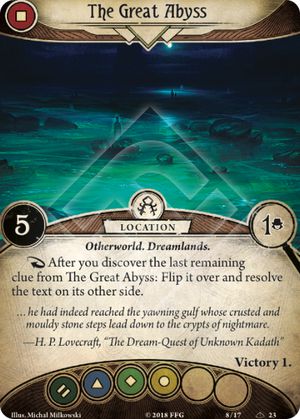 The Great Abyss
5
LOCATION
1
Otherworld. Dreamlands.
After you discover the last remaining
clue from The Great Abyss: Flip it over and resolve
the text on its other side.
… he had indeed reached the yawning gulf whose crusted and
mouldy stone steps lead down to the crypts of nightmare.
—H. P. Lovecraft, “The Dream-Quest of Unknown Kadath”
Victory 1.
Illus. Michał Miłkowski
© 2018 FFG
8/17
23